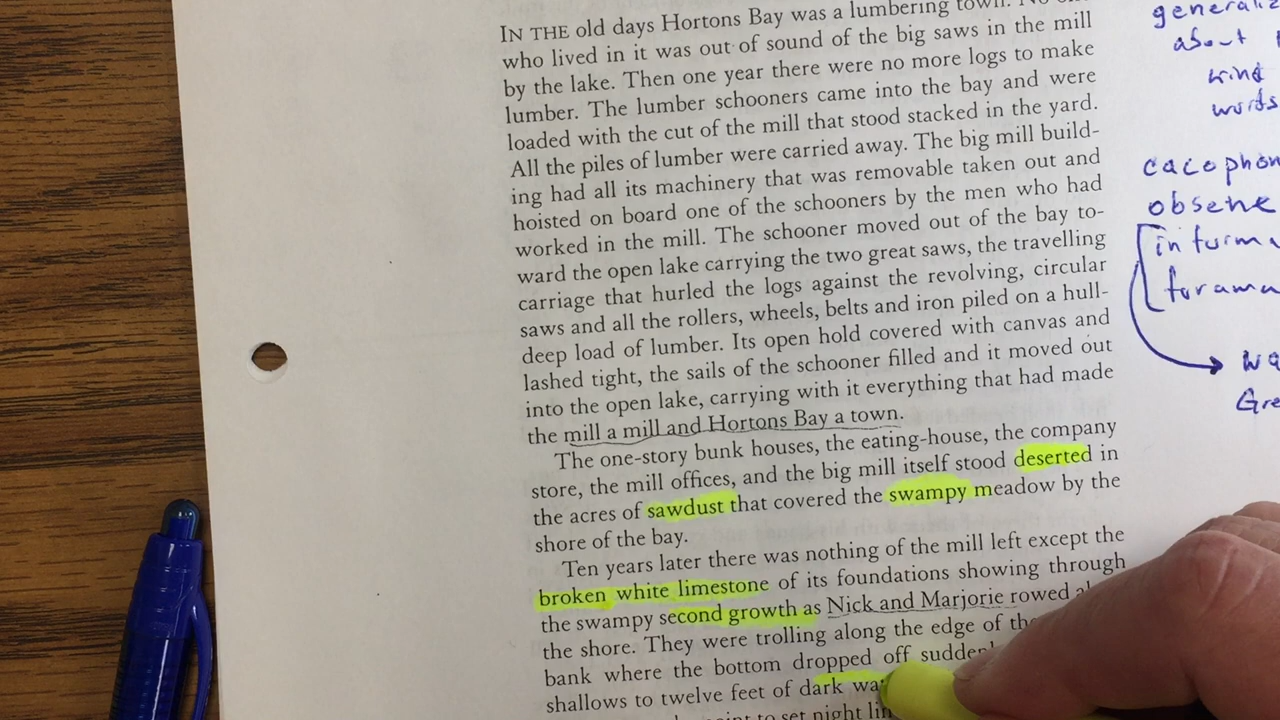 IN THE old days Hortons Bay was a lumbering town. No
who lived in it was out of sound of the big saws in the mill
by the lake. Then one year there were no more logs to make
lumber. The lumber schooners came into the bay and were
loaded with the cut of the mill that stood stacked in the yard.
All the piles of lumber were carried away. The big mill build-
ing had all its machinery that was removable taken out and
hoisted on board one of the schooners by the men who had
worked in the mill. The schooner moved out of the bay to-
ward the open lake carrying the two great saws, the travelling
carriage that hurled the logs against the revolving, circular
saws and all the rollers, wheels, belts and iron piled on a hull-
deep load of lumber. Its open hold covered with canvas and
lashed tight, the sails of the schooner filled and it moved out
into the open lake, carrying with it everything that had made
the mill a mill and Hortons Bay a town.
The one-story bunk houses, the eating-house, the company
store, the mill offices, and the big mill itself stood deserted in
the acres of sawdust that covered the swampy meadow by the
shore of the bay.
Ten years later there was nothing of the mill left except the
broken white limestone of its foundations showing through
the swampy second growth as Nick and Marjorie rowed
the shore. They were trolling along the edge of the
bank where the bottom dropped off
shallows to twelve feet of dark
to set night
about
kind
words
obsene